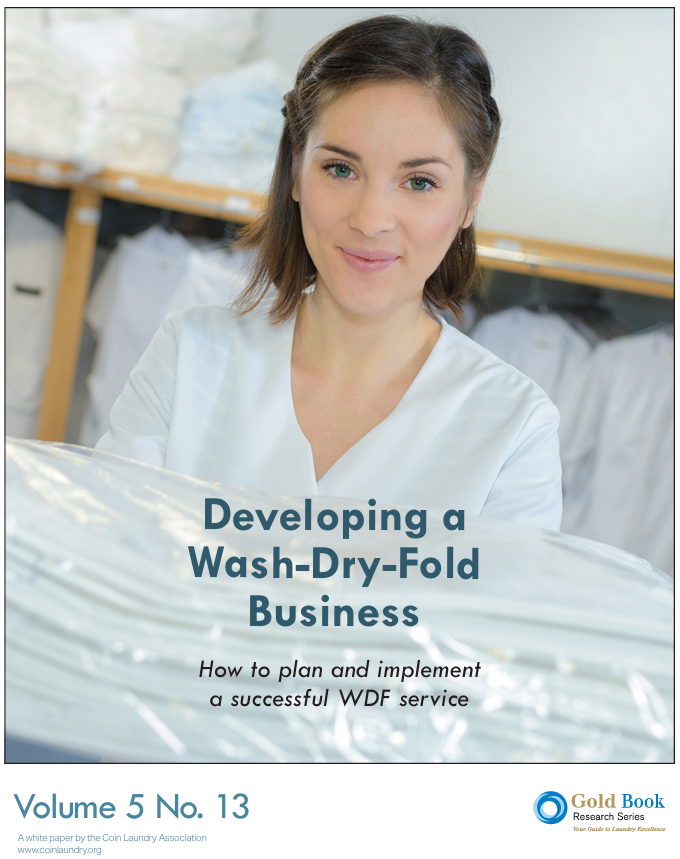 Developing a
Wash-Dry-Fold
Business
How to plan and implement
a successful WDF service
Volume 5 No. 13
A white paper by the Coin Laundry Association
www.coinlaundry.org
Gold Book
Research Series
Your Guide to Laundry Excellence